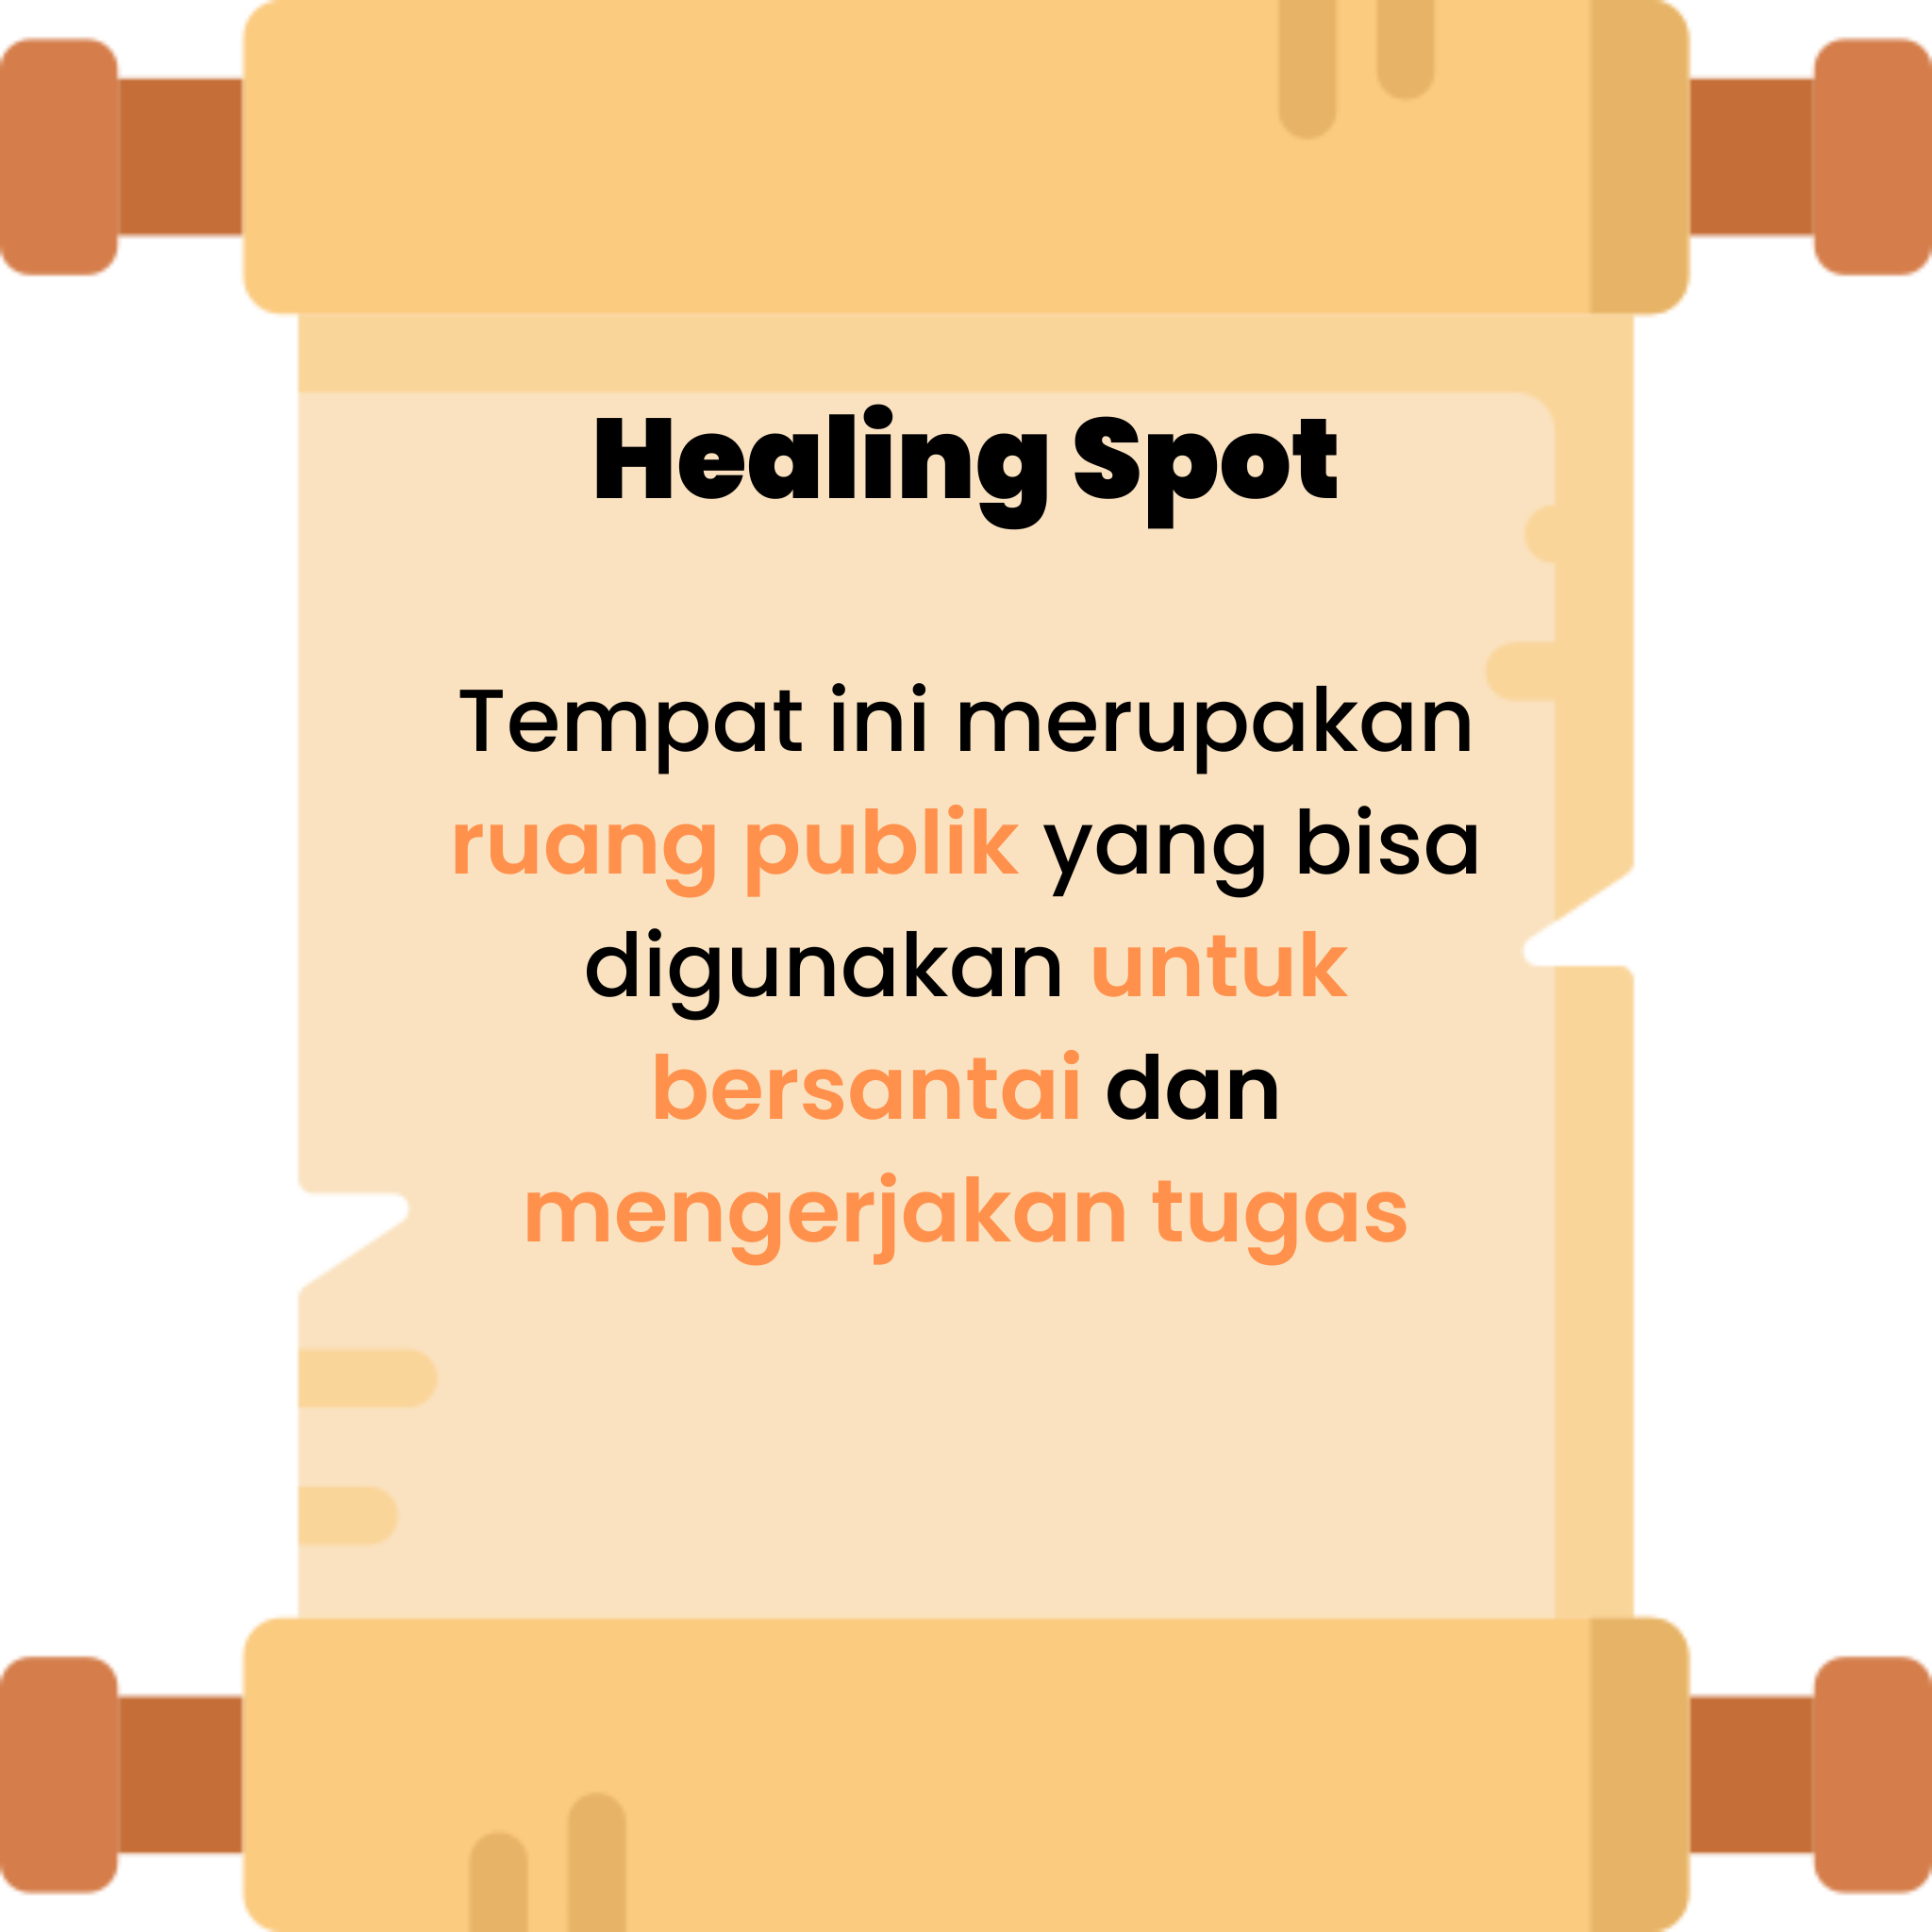 Healing Spot
Tempat ini merupakan
ruang publik yang bisa
digunakan untuk
bersantai dan
mengerjakan tugas